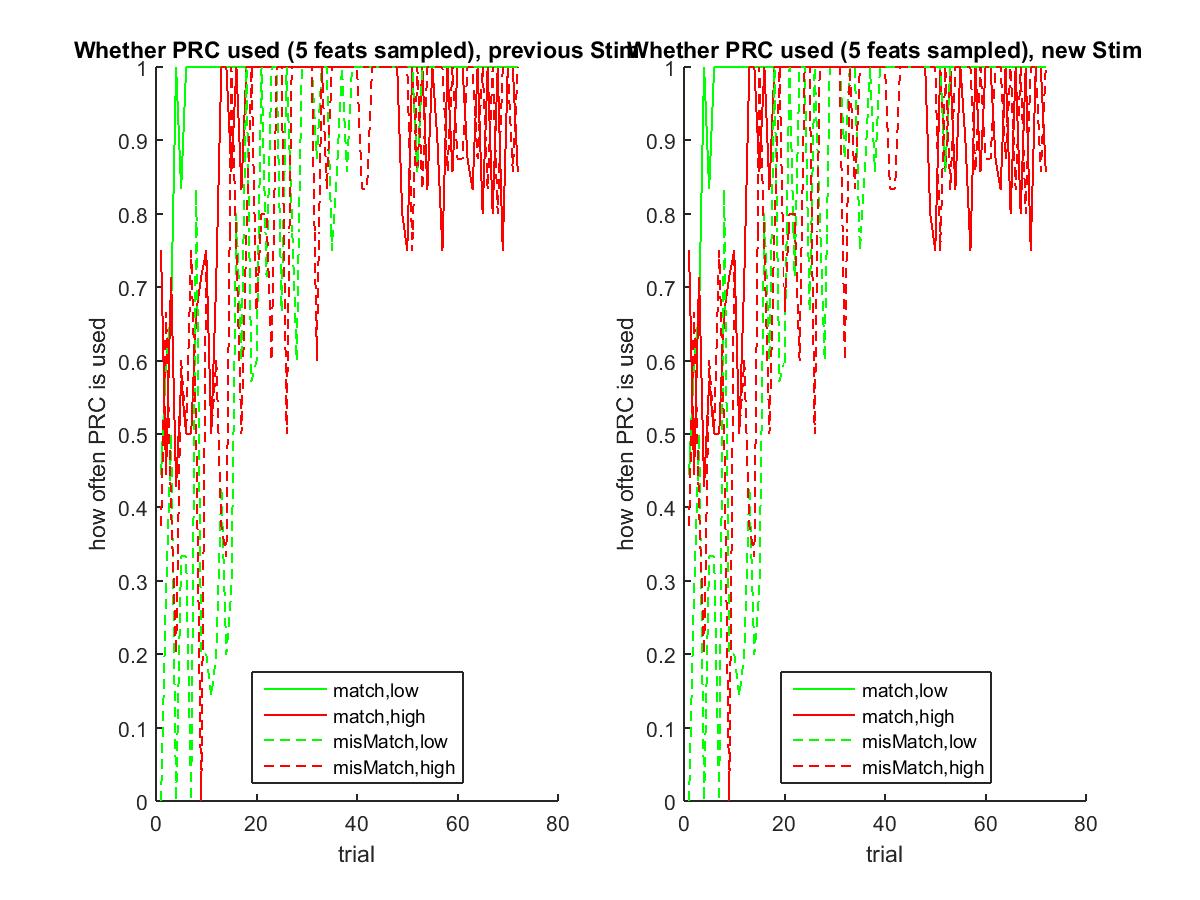 Whether PRC used (5 feats sampled), previous Stim
1
0.9
0.8
0.7
0.6
0.5
0.4
0.3
0.2
0.1
0
how often PRC is used
match,low
match,high
misMatch,low
misMatch,high
0 20 40 60 80
trial
Whether PRC used (5 feats sampled), new Stim
1
0.9
0.8
0.7
0.6
0.5
0.4
0.3
0.2
0.1
0
how often PRC is used
match,low
match,high
misMatch,low
misMatch,high
0 20 40 60 80
trial